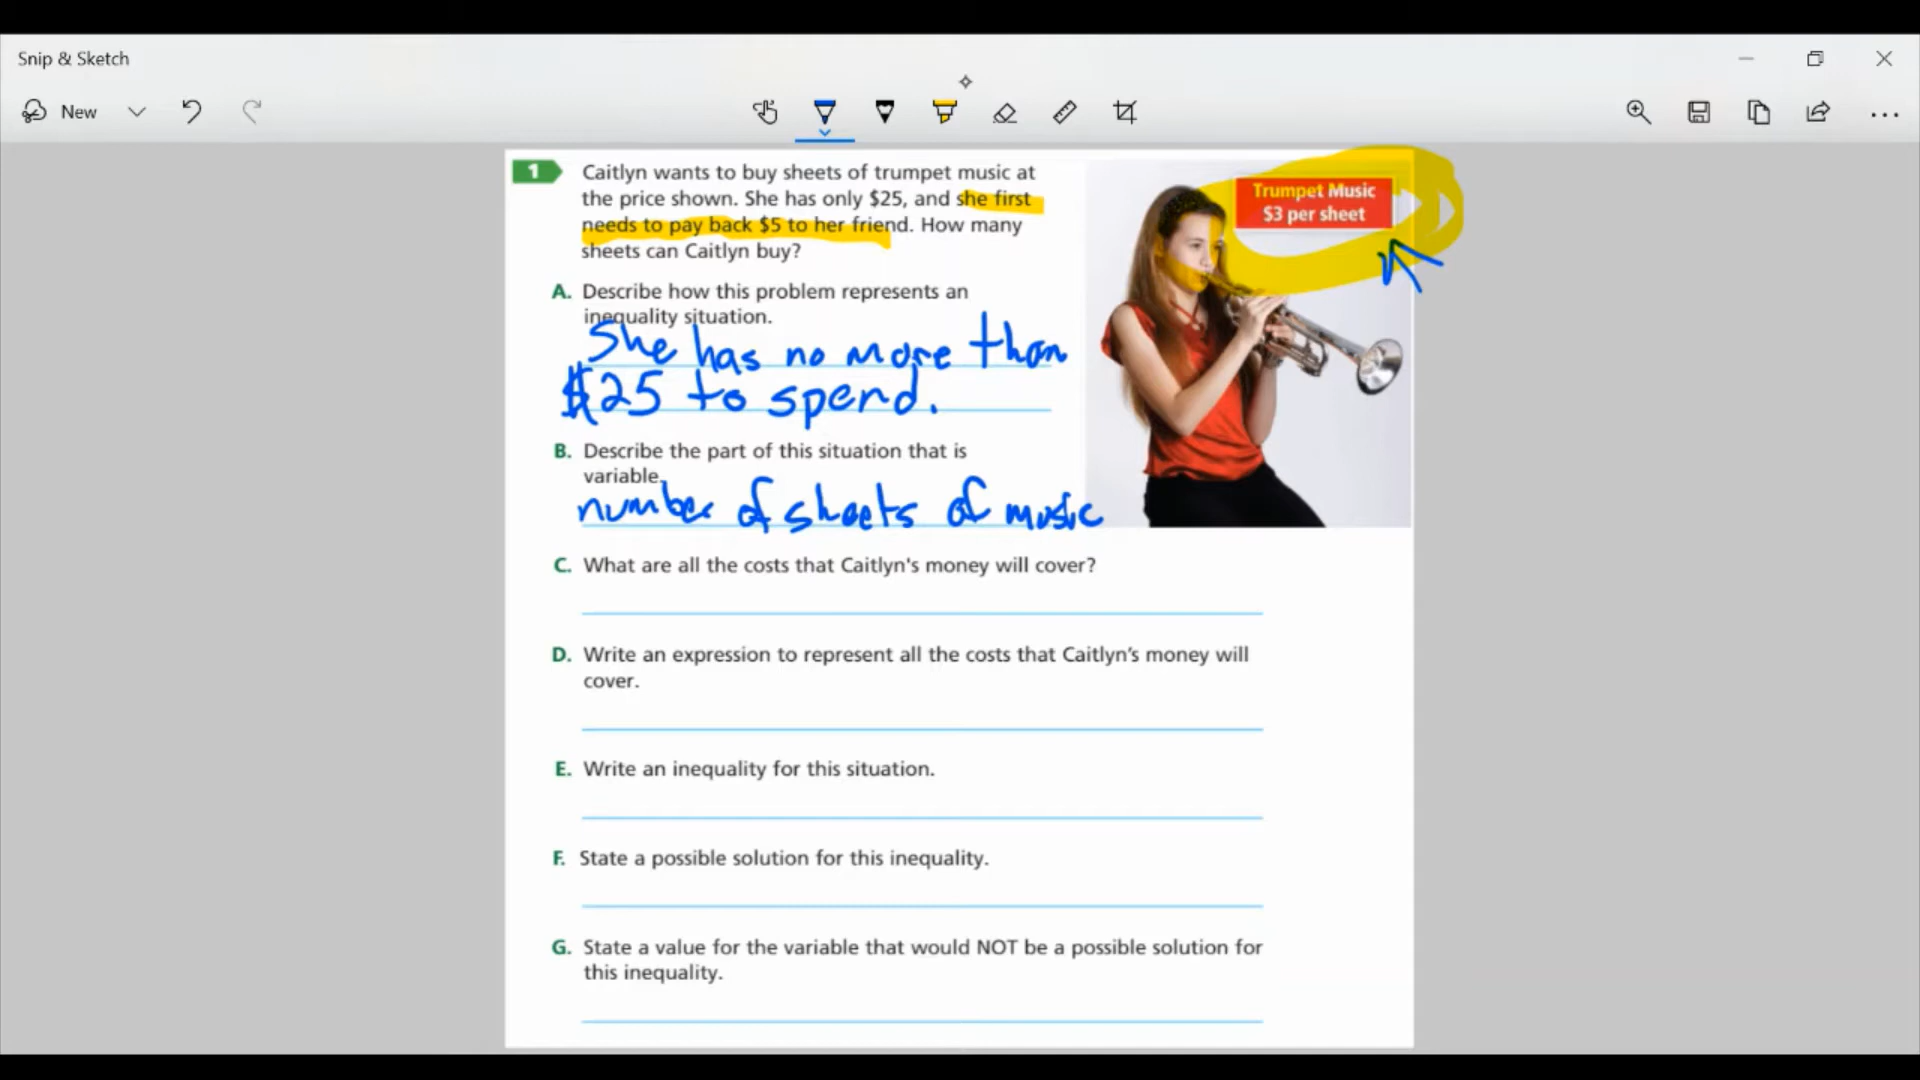 Snip & Sketch
New
1
Caitlyn wants to buy sheets of trumpet music at
the price shown. She has only $25, and she first
needs to pay back $5 to her friend. How many
sheets can Caitlyn buy?
Trumpet Music
$3 per sheet
A. Describe how this problem represents an
inequality situation.
She has no more than
$25 to spend.
B. Describe the part of this situation that is
variable.
number of sheets of music
C. What are all the costs that Caitlyn's money will cover?
D. Write an expression to represent all the costs that Caitlyn's money will
cover.
E. Write an inequality for this situation.
F. State a possible solution for this inequality.
G. State a value for the variable that would NOT be a possible solution for
this inequality.